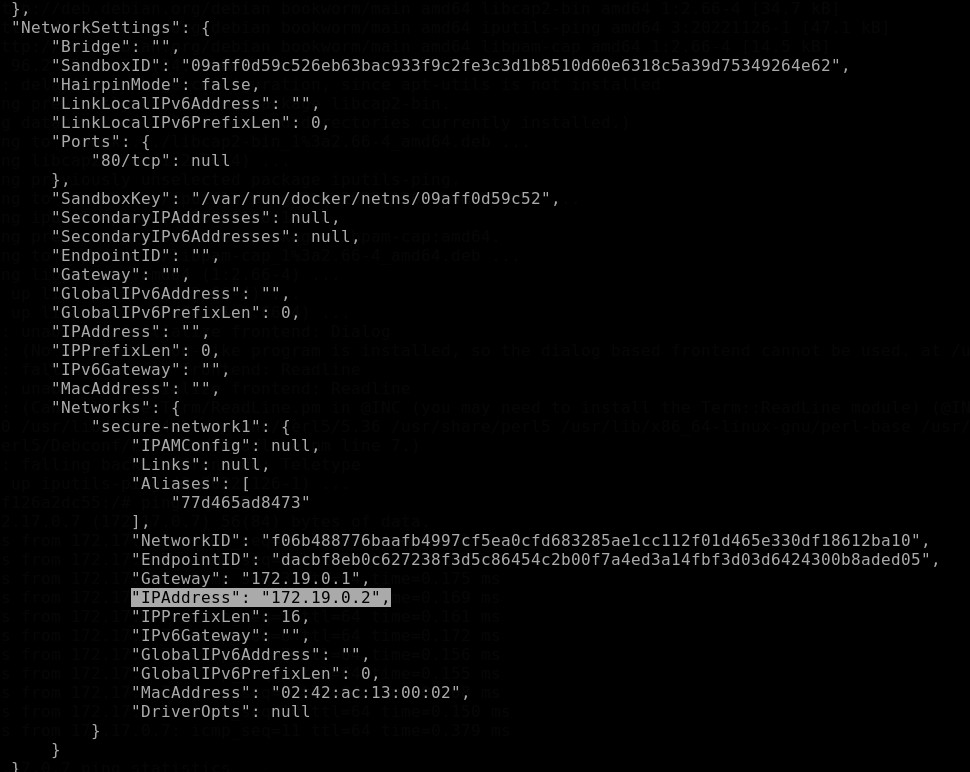 },
"NetworkSettings": {
"Bridge": "",
"SandboxID": "09aff0d59c526eb63bac933f9c2fe3c3d1b8510d60e6318c5a39d75349264e62",
"HairpinMode": false,
"LinkLocalIPv6Address": "",
"LinkLocalIPv6PrefixLen": 0,
"Ports": {
"80/tcp": null
},
"SandboxKey": "/var/run/docker/netns/09aff0d59c52",
"SecondaryIPAddresses": null,
"SecondaryIPv6Addresses": null,
"EndpointID": "",
"Gateway": "",
"GlobalIPv6Address": "",
"GlobalIPv6PrefixLen": 0,
"IPAddress": "",
"IPPrefixLen": 0,
"IPv6Gateway": "",
"MacAddress": "",
"Networks": {
"secure-network1": {
"IPAMConfig": null,
"Links": null,
"Aliases": [
"77d465ad8473"
],
"NetworkID": "f06b488776baafb4997cf5ea0cfd683285ae1cc112f01d465e330df18612ba10",
"EndpointID": "dacbf8eb0c627238f3d5c86454c2b00f7a4ed3a14fbf3d03d6424300b8aded05",
"Gateway": "172.19.0.1",
"IPAddress": "172.19.0.2",
"IPPrefixLen": 16,
"IPv6Gateway": "",
"GlobalIPv6Address": "",
"GlobalIPv6PrefixLen": 0,
"MacAddress": "02:42:ac:13:00:02",
"DriverOpts": null
}
}
}